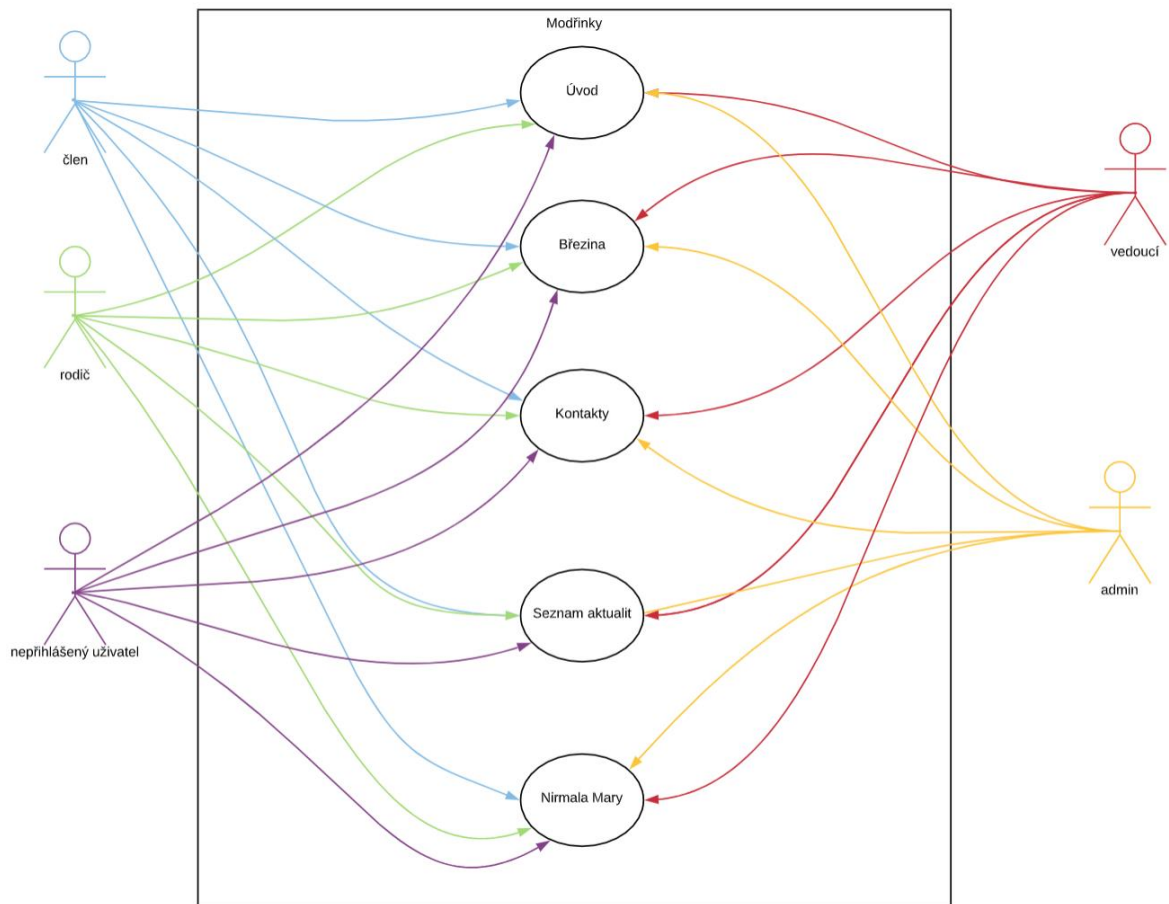 Modřinky
Úvod
člen
vedoucí
Březina
rodič
Kontakty
admin
Seznam aktualit
nepřihlášený uživatel
Nirmala Mary